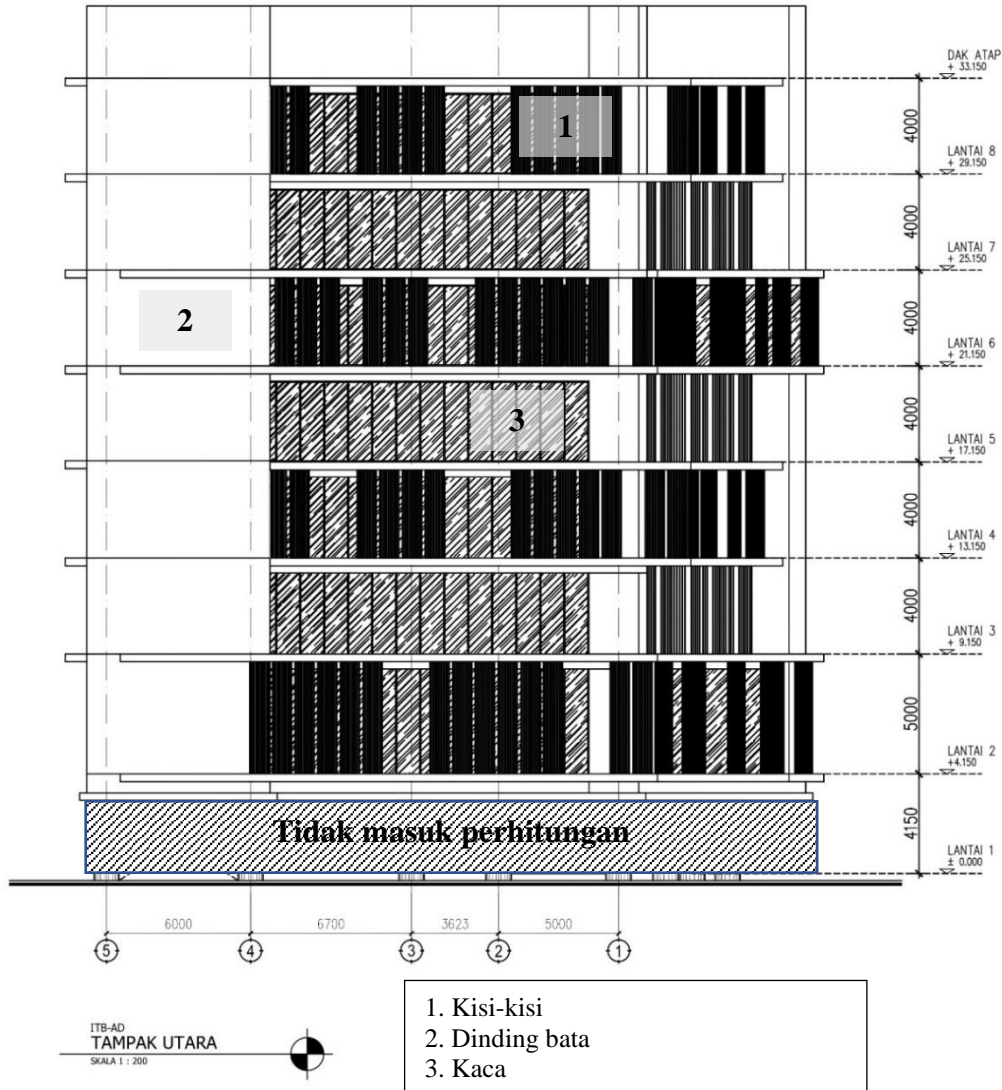 DAK ATAP
+ 33.150
4000
1
LANTAI 8
+ 29.150
4000
LANTAI 7
+ 25.150
4000
2
LANTAI 6
+ 21.150
4000
3
LANTAI 5
+ 17.150
4000
LANTAI 4
+ 13.150
4000
LANTAI 3
+ 9.150
5000
LANTAI 2
+4.150
4150
Tidak masuk perhitungan
LANTAI 1
± 0.000
6000 6700 3623 5000
5 4 3 2 1
ITB-AD
TAMPAK UTARA
SKALA 1 : 200
1. Kisi-kisi
2. Dinding bata
3. Kaca